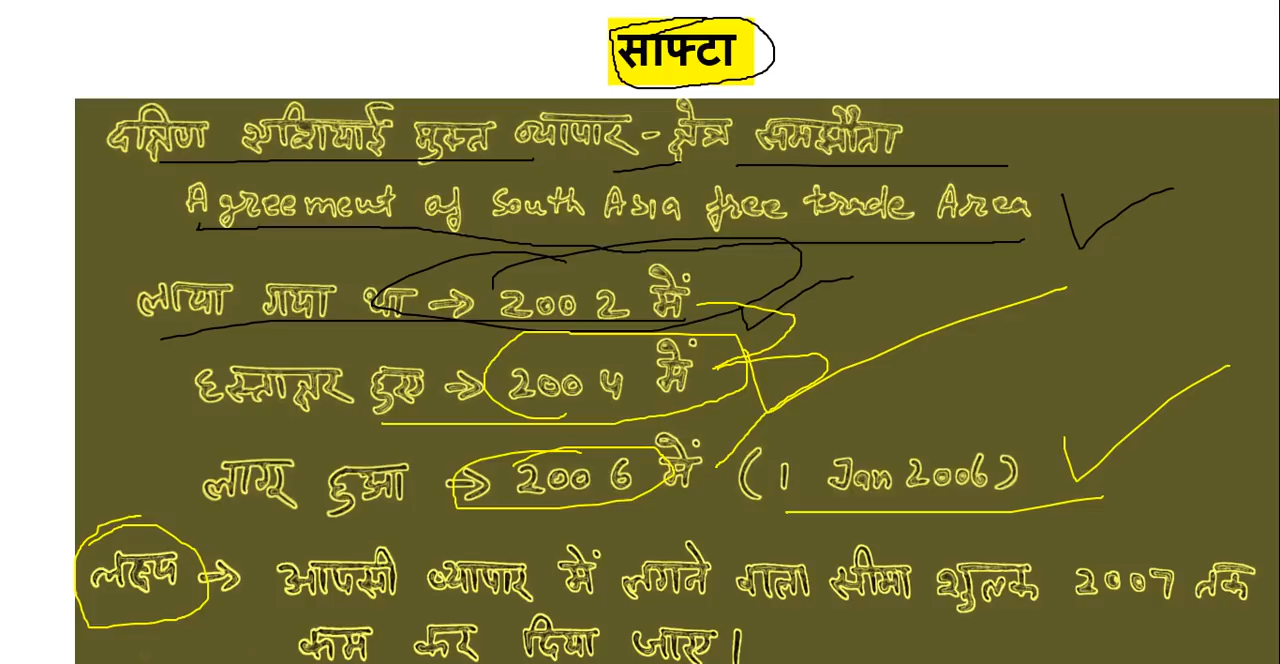 साफ्टा
दक्षिण एशियाई मुक्त व्यापार - क्षेत्र समझौता
Agreement of South Asia free trade Area
लाया गया था → 2002 में
हस्ताक्षर हुए → 2004 में
लागू हुआ → 2006 में (1 Jan 2006)
लक्ष्य → आपसी व्यापार में लगने वाला सीमा शुल्क 2007 तक
कम कर दिया जाए।